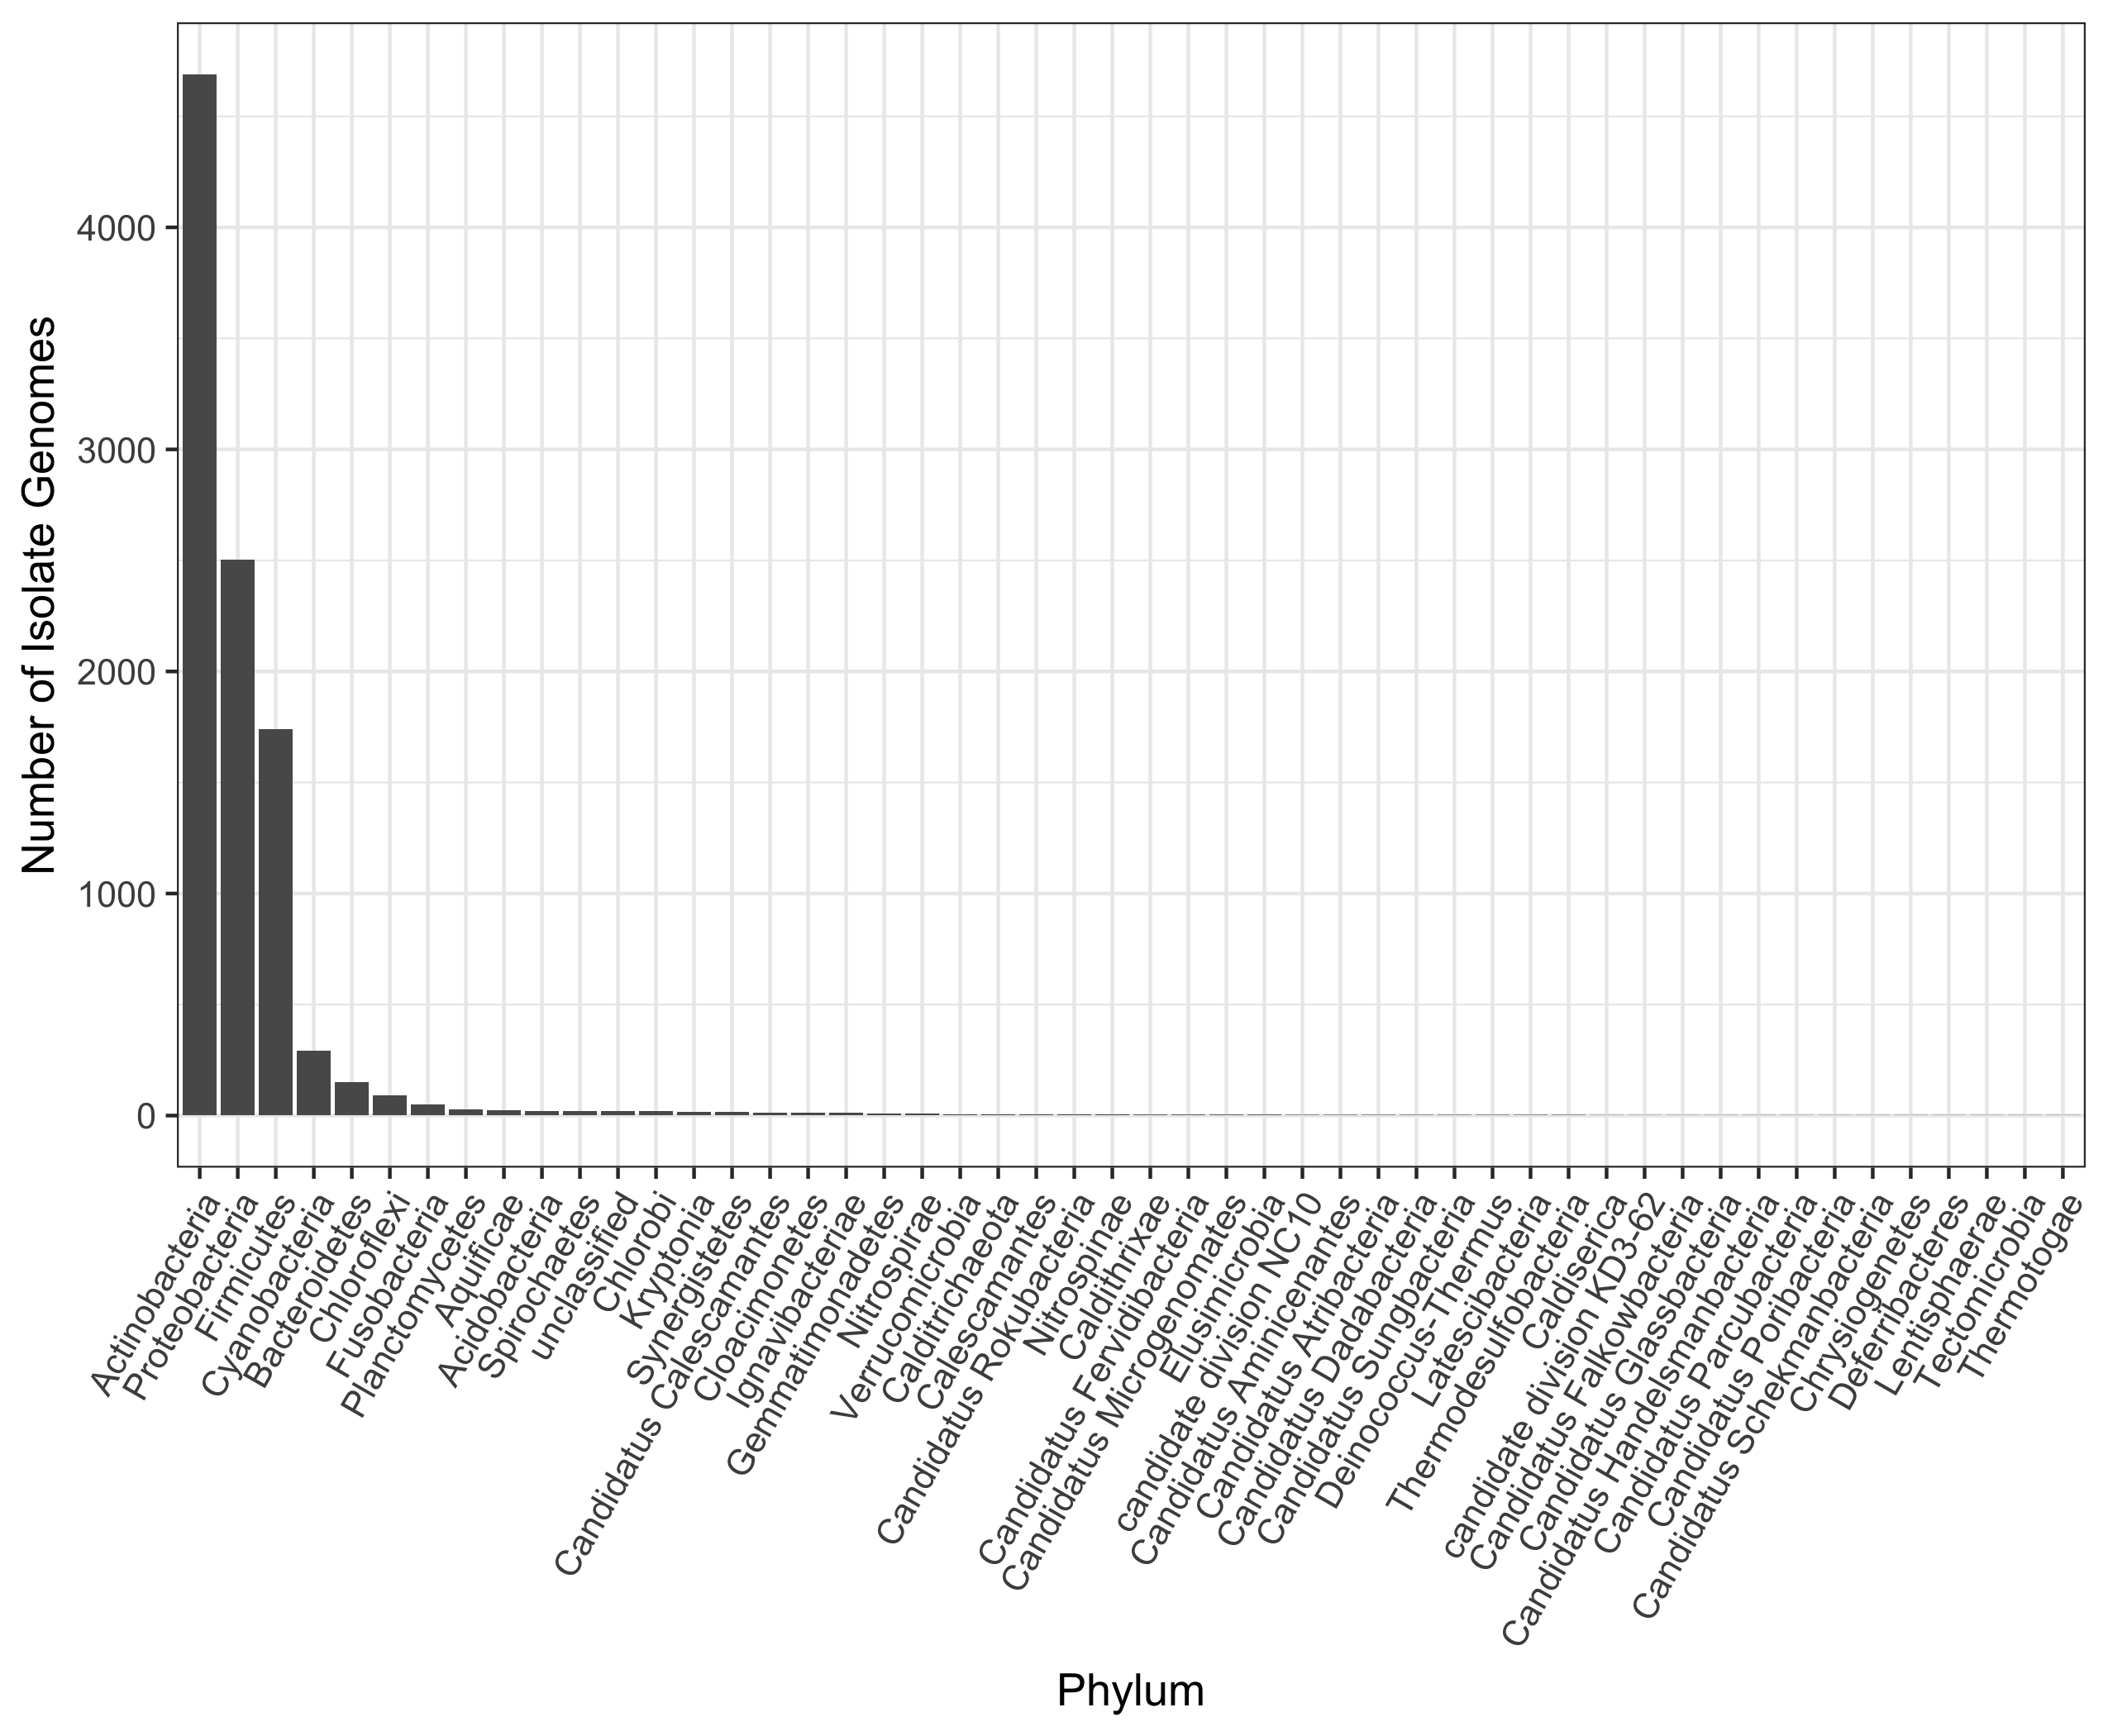 Number of Isolate Genomes
4000
3000
2000
1000
0
Actinobacteria
Proteobacteria
Firmicutes
Cyanobacteria
Bacteroidetes
Chloroflexi
Fusobacteria
Planctomycetes
Aquificae
Acidobacteria
Spirochaetes
unclassified
Chlorobi
Kryptonia
Synergistetes
Candidatus Calescamantes
Cloacimonetes
Ignavibacteriae
Gemmatimonadetes
Nitrospirae
Verrucomicrobia
Calditrichaeota
Calescamantes
Candidatus Rokubacteria
Nitrospinae
Caldithrixae
Candidatus Fervidibacteria
Candidatus Microgenomates
Elusimicrobia
candidate division NC10
Candidatus Aminicenantes
Candidatus Atribacteria
Candidatus Dadabacteria
Candidatus Sungbacteria
Deinococcus-Thermus
Latescibacteria
Thermodesulfobacteria
Caldiserica
candidate division KD3-62
Candidatus Falkowbacteria
Candidatus Glassbacteria
Candidatus Handelsmanbacteria
Candidatus Parcubacteria
Candidatus Poribacteria
Candidatus Schekmanbacteria
Chrysiogenetes
Deferribacteres
Lentisphaerae
Tectomicrobia
Thermotogae
Phylum